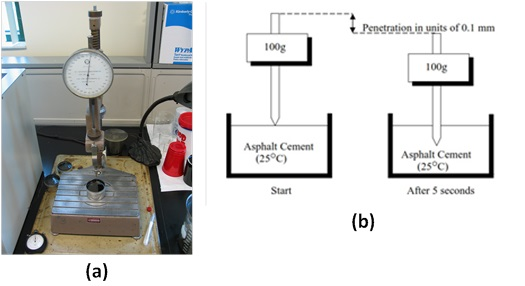 (a)
Penetration in units of 0.1 mm
100g
100g
Asphalt Cement
(25°C)
Asphalt Cement
(25°C)
Start
After 5 seconds
(b)